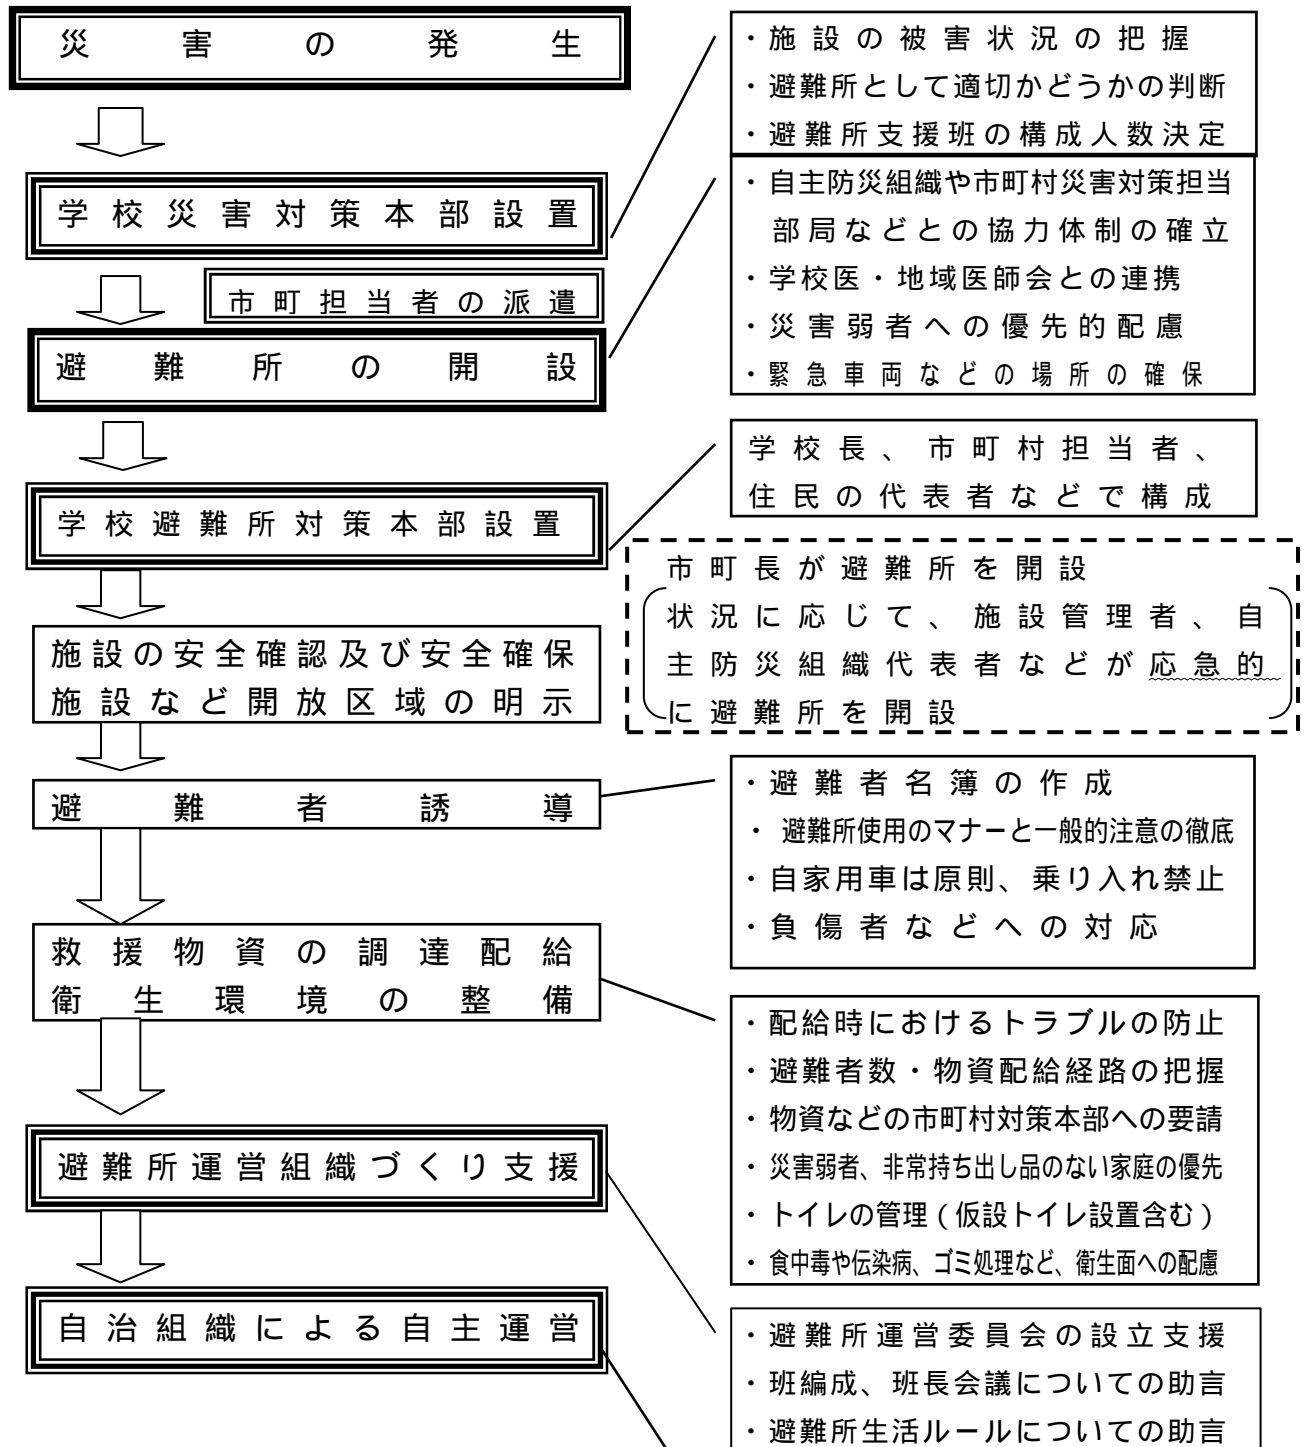 災害の発生
・施設の被害状況の把握
・避難所として適切かどうかの判断
・避難所支援班の構成人数決定
学校災害対策本部設置
・自主防災組織や市町村災害対策担当
部局などとの協力体制の確立
・学校医・地域医師会との連携
・災害弱者への優先的配慮
・緊急車両などの場所の確保
市町担当者の派遣
避難所の開設
学校長、市町村担当者、
住民の代表者などで構成
学校避難所対策本部設置
市町長が避難所を開設
状況に応じて、施設管理者、自
主防災組織代表者などが応急的
に避難所を開設
施設の安全確認及び安全確保
施設など開放区域の明示
避難者誘導
・避難者名簿の作成
・避難所使用のマナーと一般的注意の徹底
・自家用車は原則、乗り入れ禁止
・負傷者などへの対応
救援物資の調達配給
衛生環境の整備
・配給時におけるトラブルの防止
・避難者数・物資配給経路の把握
・物資などの市町村対策本部への要請
・災害弱者、非常持ち出し品のない家庭の優先
・トイレの管理(仮設トイレ設置含む)
・食中毒や伝染病、ゴミ処理など、衛生面への配慮
避難所運営組織づくり支援
・避難所運営委員会の設立支援
・班編成、班長会議についての助言
・避難所生活ルールについての助言
自治組織による自主運営